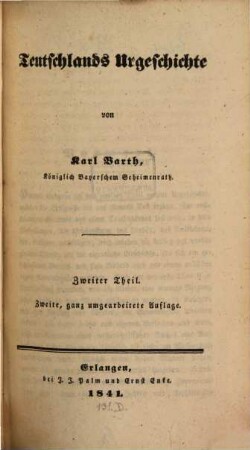 Teutschlands Urgeschichte
von
Karl Barth,
Königlich Bayerschem Geheimenrath.
Zweiter Theil.
Zweite, ganz umgearbeitete Auflage.
Erlangen,
bei J. J. Palm und Ernst Enke.
1841.